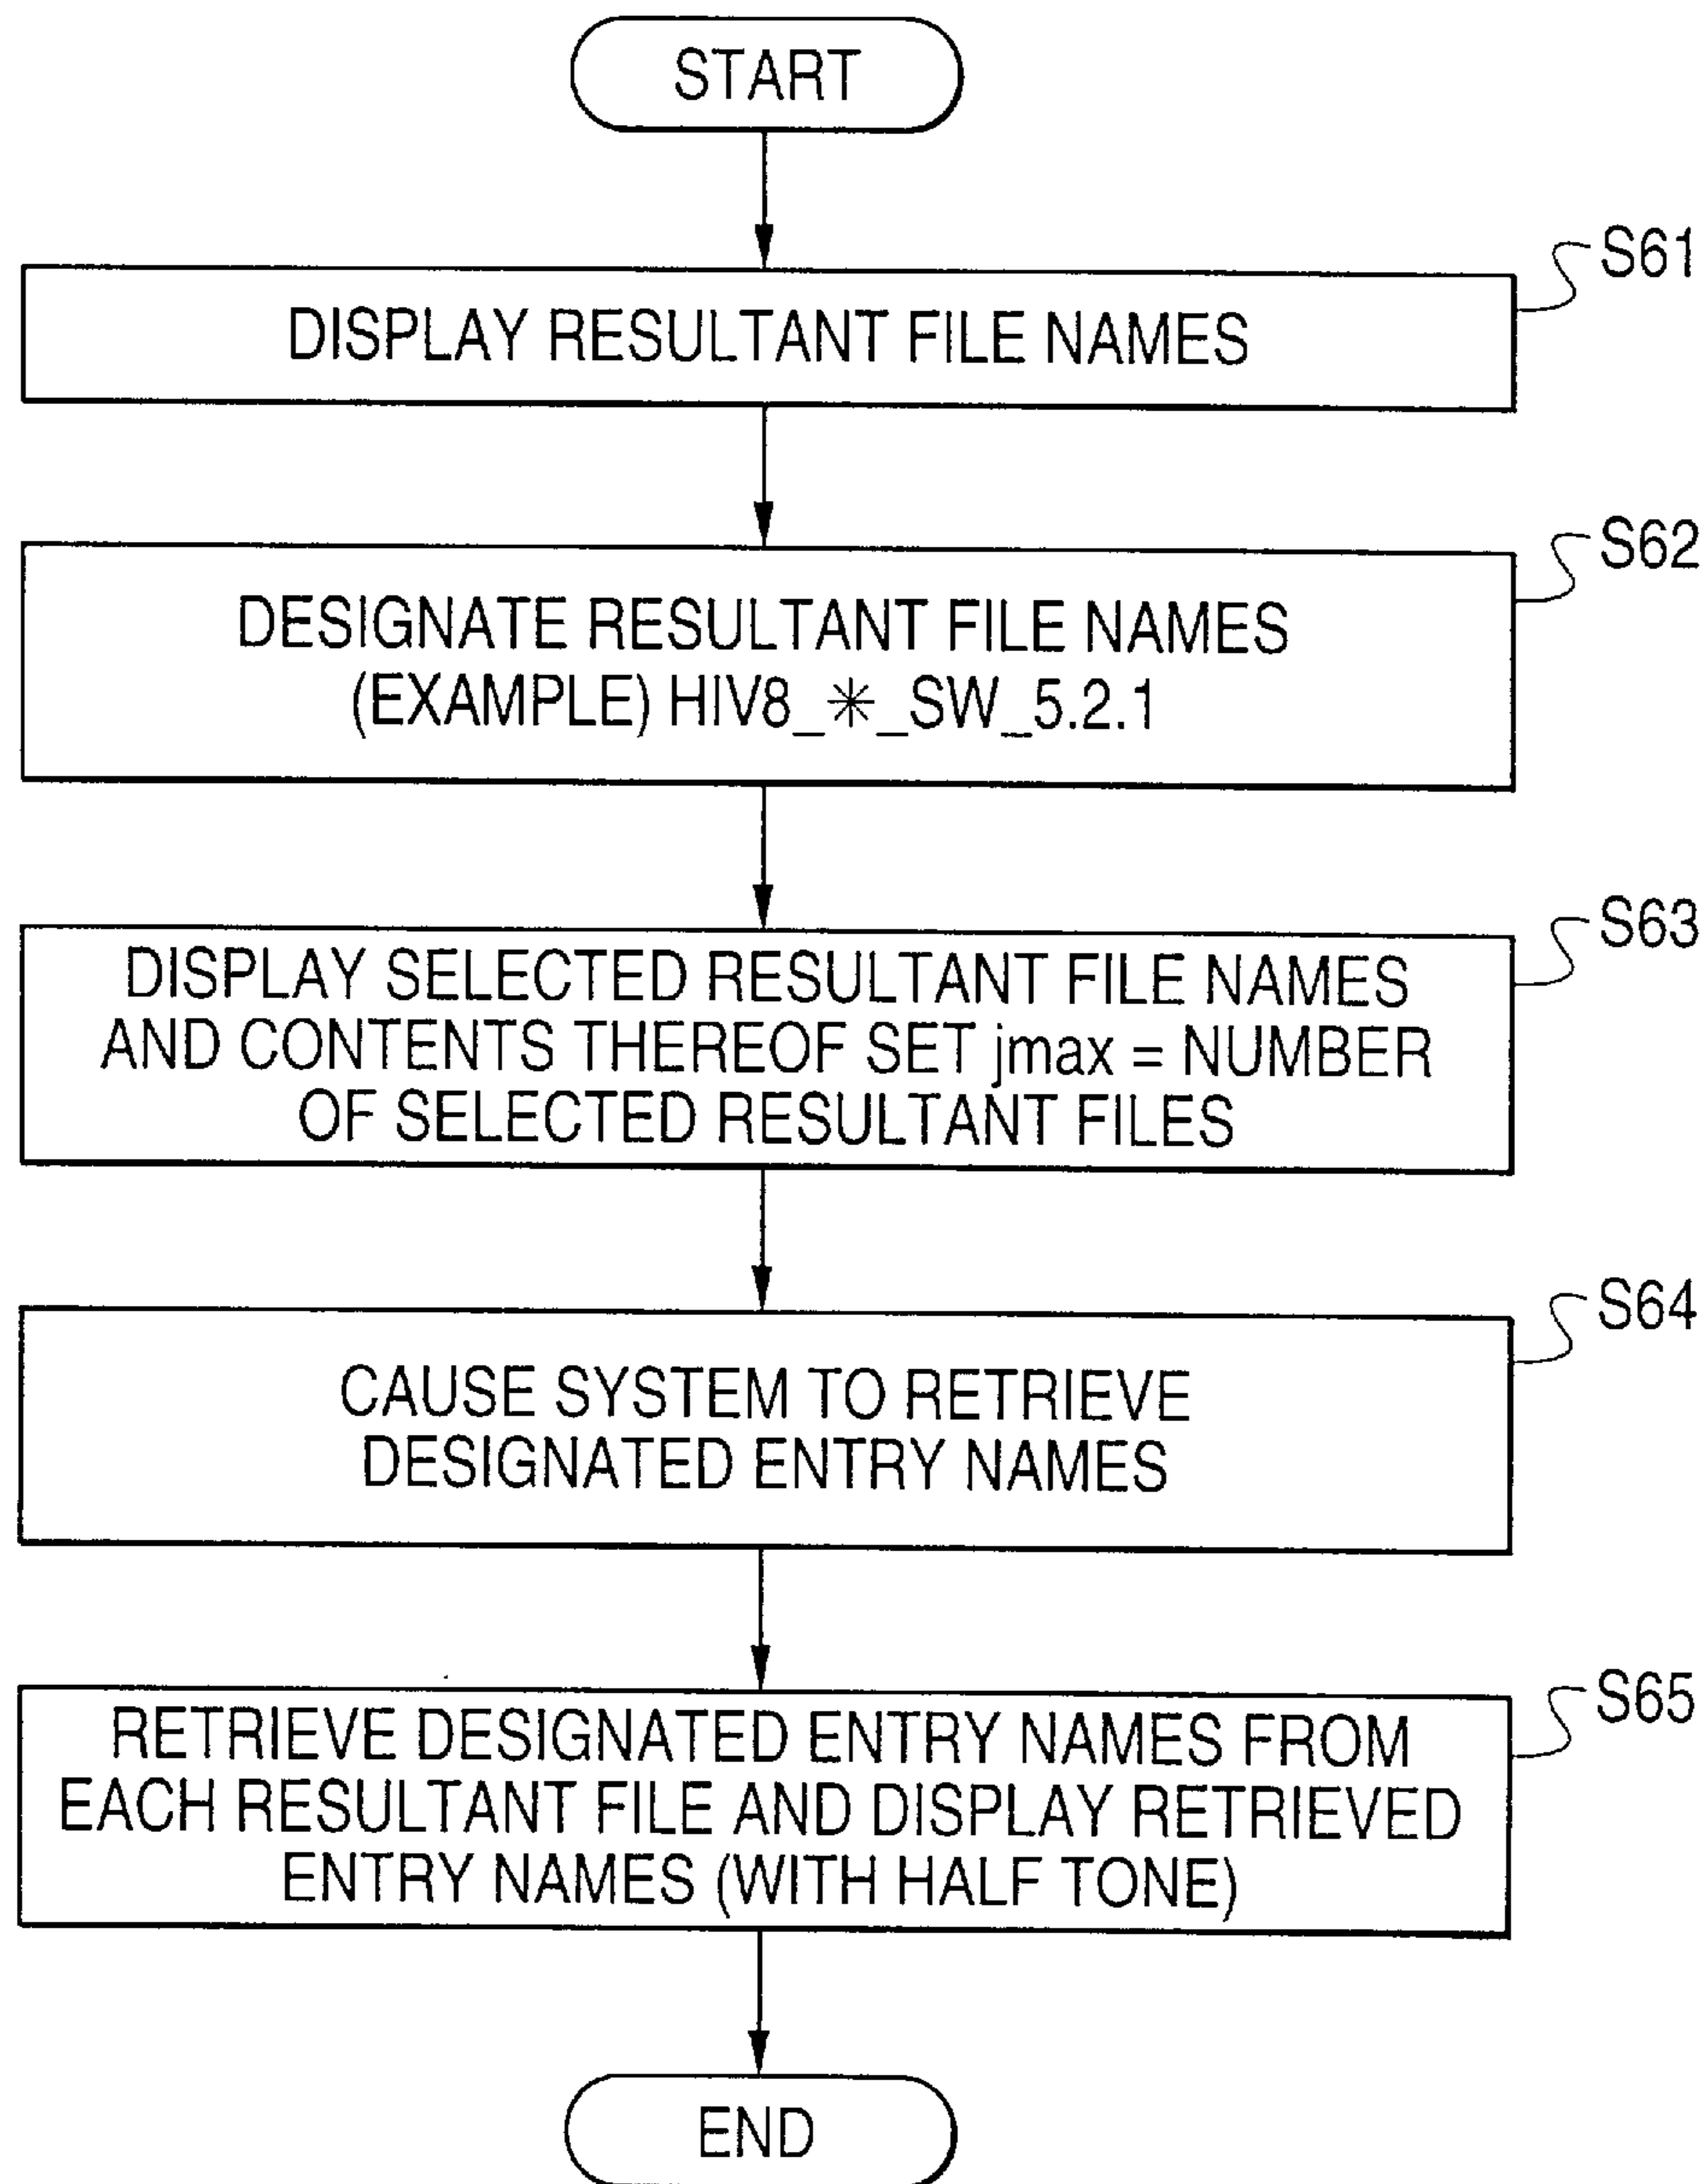 START
S61
DISPLAY RESULTANT FILE NAMES
S62
DESIGNATE RESULTANT FILE NAMES
(EXAMPLE) HIV8_*_SW_5.2.1
S63
DISPLAY SELECTED RESULTANT FILE NAMES
AND CONTENTS THEREOF SET jmax = NUMBER
OF SELECTED RESULTANT FILES
S64
CAUSE SYSTEM TO RETRIEVE
DESIGNATED ENTRY NAMES
S65
RETRIEVE DESIGNATED ENTRY NAMES FROM
EACH RESULTANT FILE AND DISPLAY RETRIEVED
ENTRY NAMES (WITH HALF TONE)
END